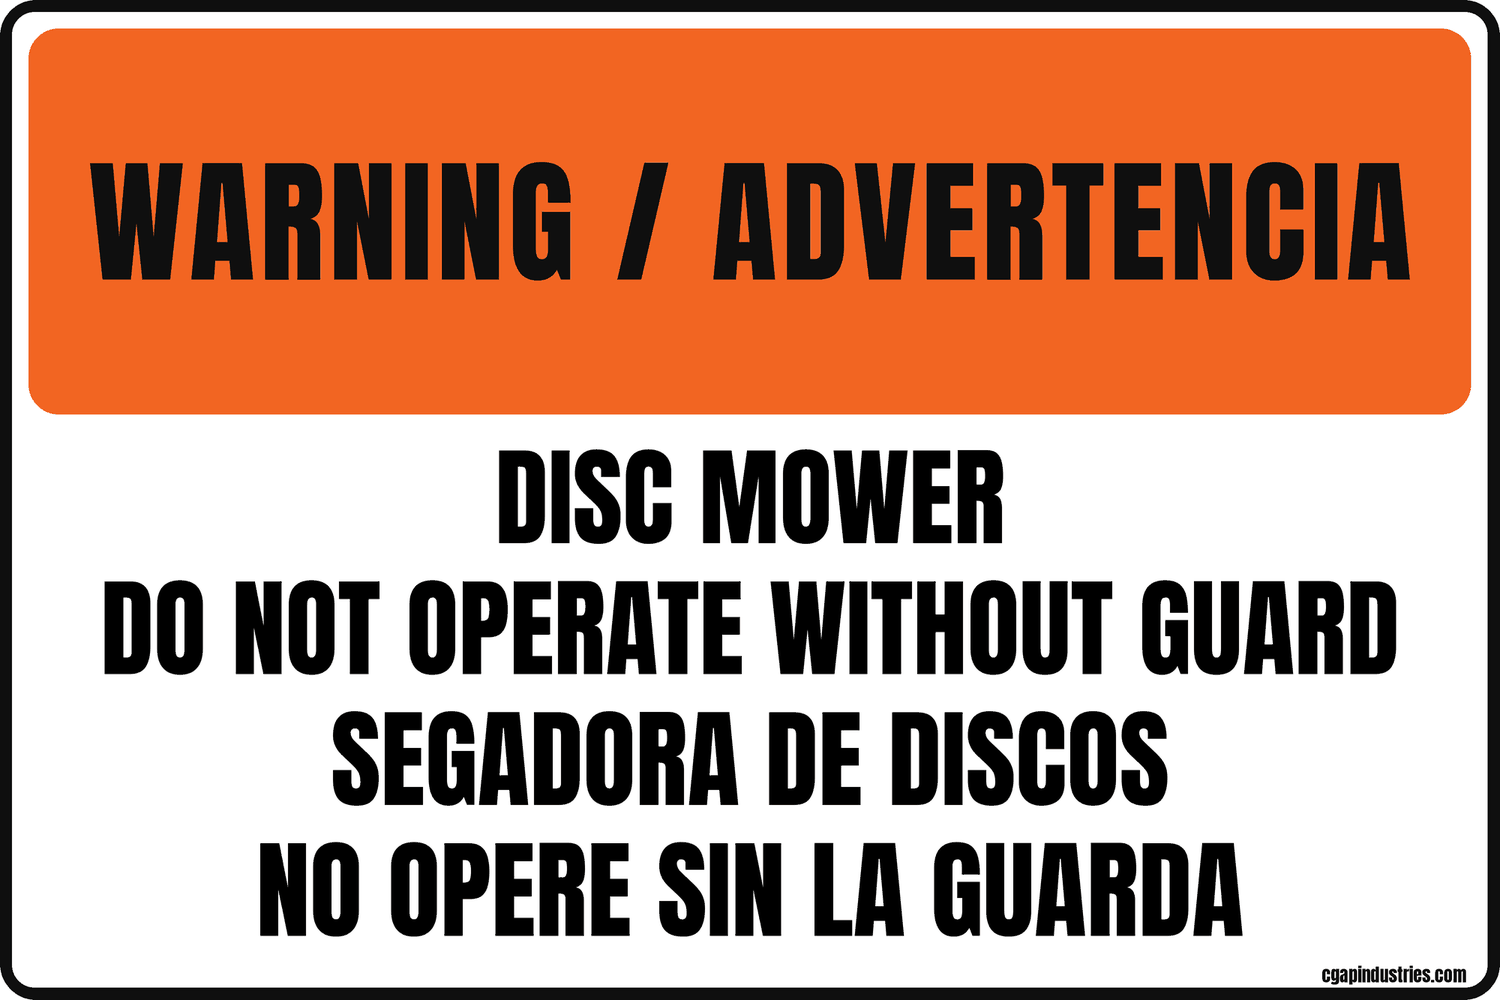 WARNING / ADVERTENCIA
DISC MOWER
DO NOT OPERATE WITHOUT GUARD
SEGADORA DE DISCOS
NO OPERE SIN LA GUARDA
cgapindustries.com